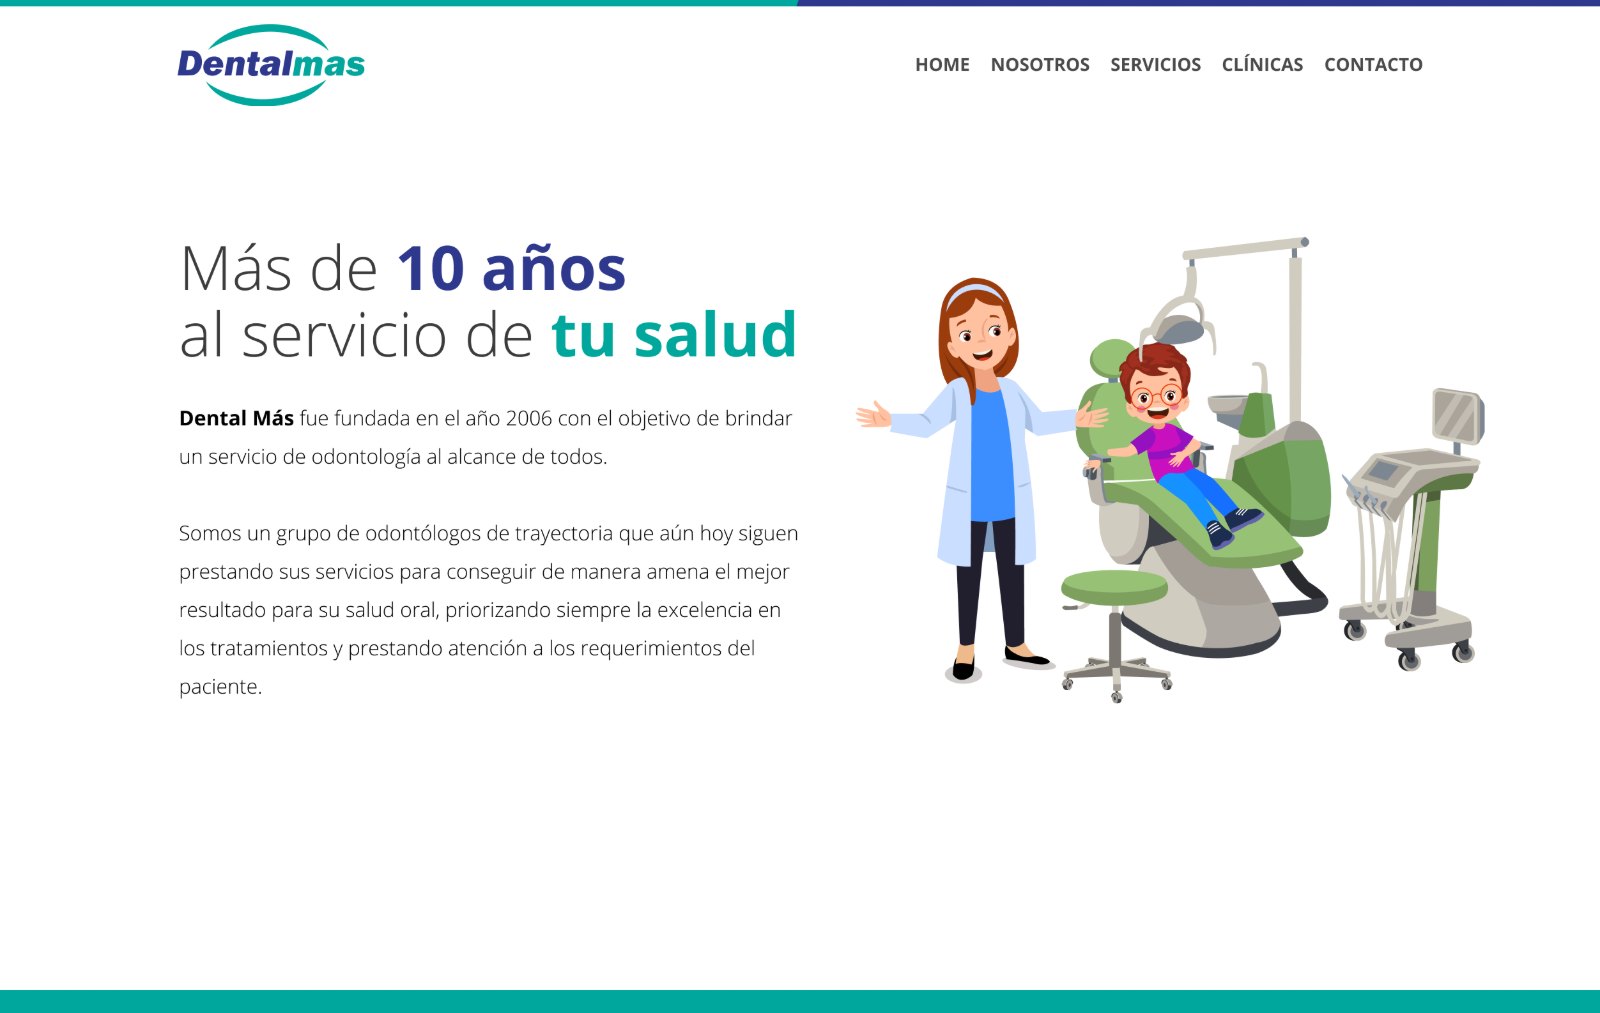 Dentalmas
HOME NOSOTROS SERVICIOS CLÍNICAS CONTACTO
Más de 10 años
al servicio de tu salud
Dental Más fue fundada en el año 2006 con el objetivo de brindar
un servicio de odontología al alcance de todos.
Somos un grupo de odontólogos de trayectoria que aún hoy siguen
prestando sus servicios para conseguir de manera amena el mejor
resultado para su salud oral, priorizando siempre la excelencia en
los tratamientos y prestando atención a los requerimientos del
paciente.